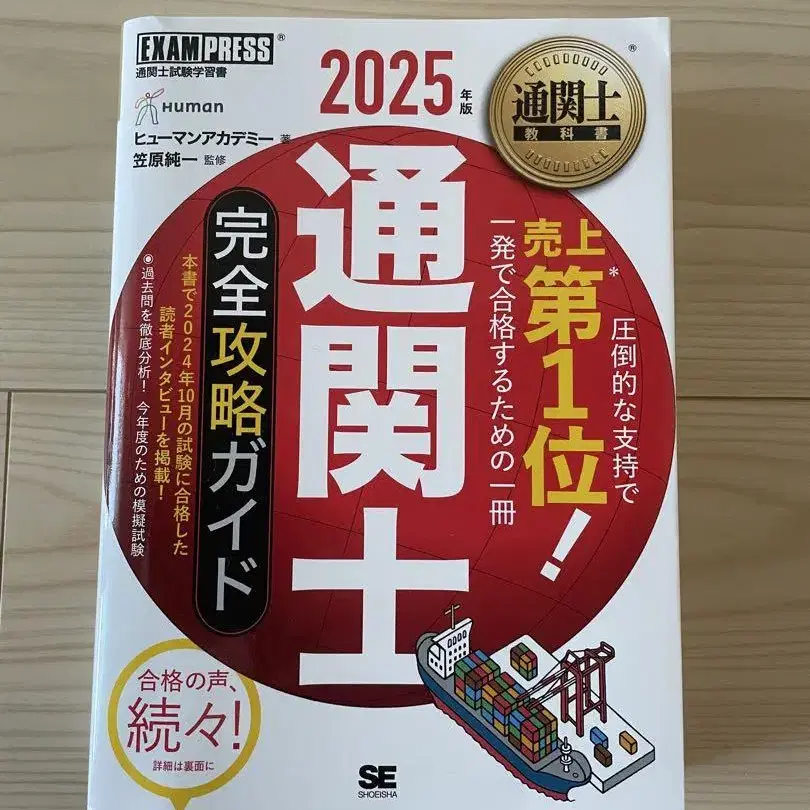 EXAMPRESS®
通関士試験学習書
Human
ヒューマンアカデミー 著
笠原純一 監修
2025年版
通関士®
教科書
圧倒的な支持で
売上*第1位!
一発で合格するための一冊
通関士
完全攻略ガイド
本書で2024年10月の試験に合格した
読者インタビューを掲載!
◉過去問を徹底分析! 今年度のための模擬試験
合格の声、
続々!
詳細は裏面に
SE
SHOEISHA